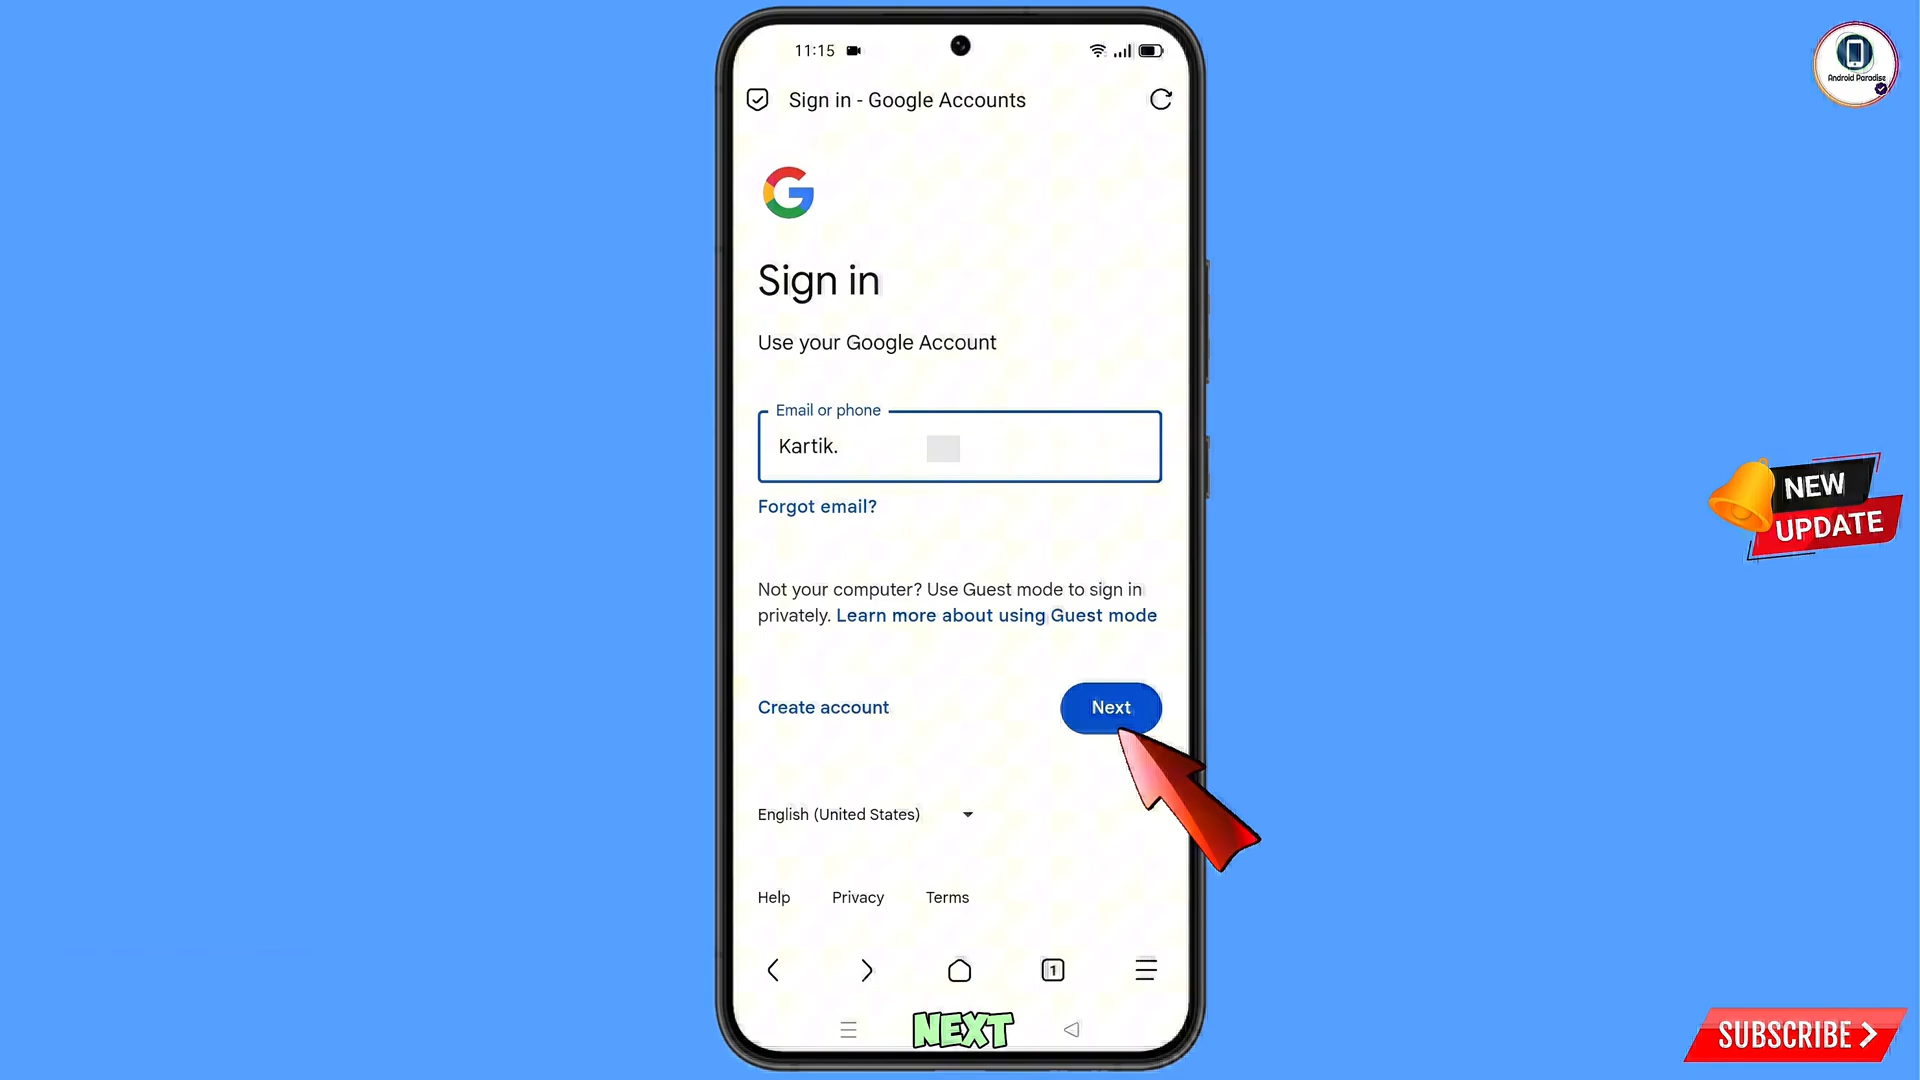 11:15
Sign in - Google Accounts
Android Paradise
Sign in
Use your Google Account
Email or phone
Kartik.
Forgot email?
NEW
UPDATE
Not your computer? Use Guest mode to sign in
privately. Learn more about using Guest mode
Create account
Next
English (United States)
Help Privacy Terms
1
NEXT
SUBSCRIBE